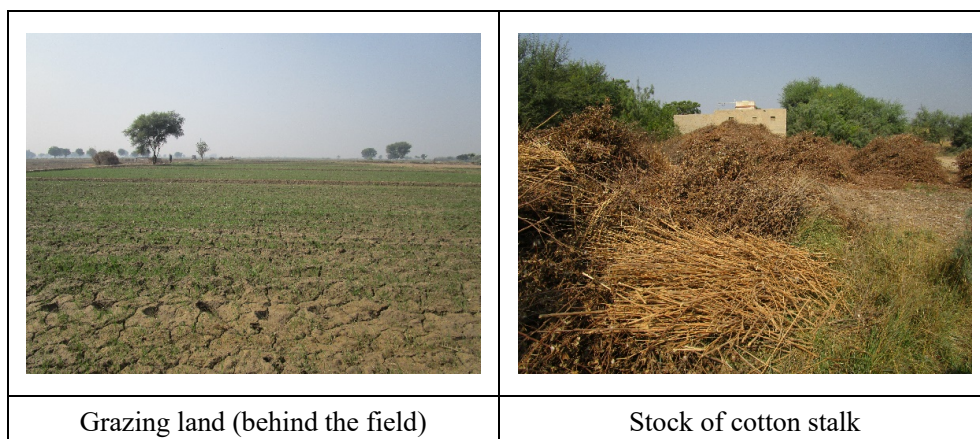 Grazing land (behind the field)
Stock of cotton stalk